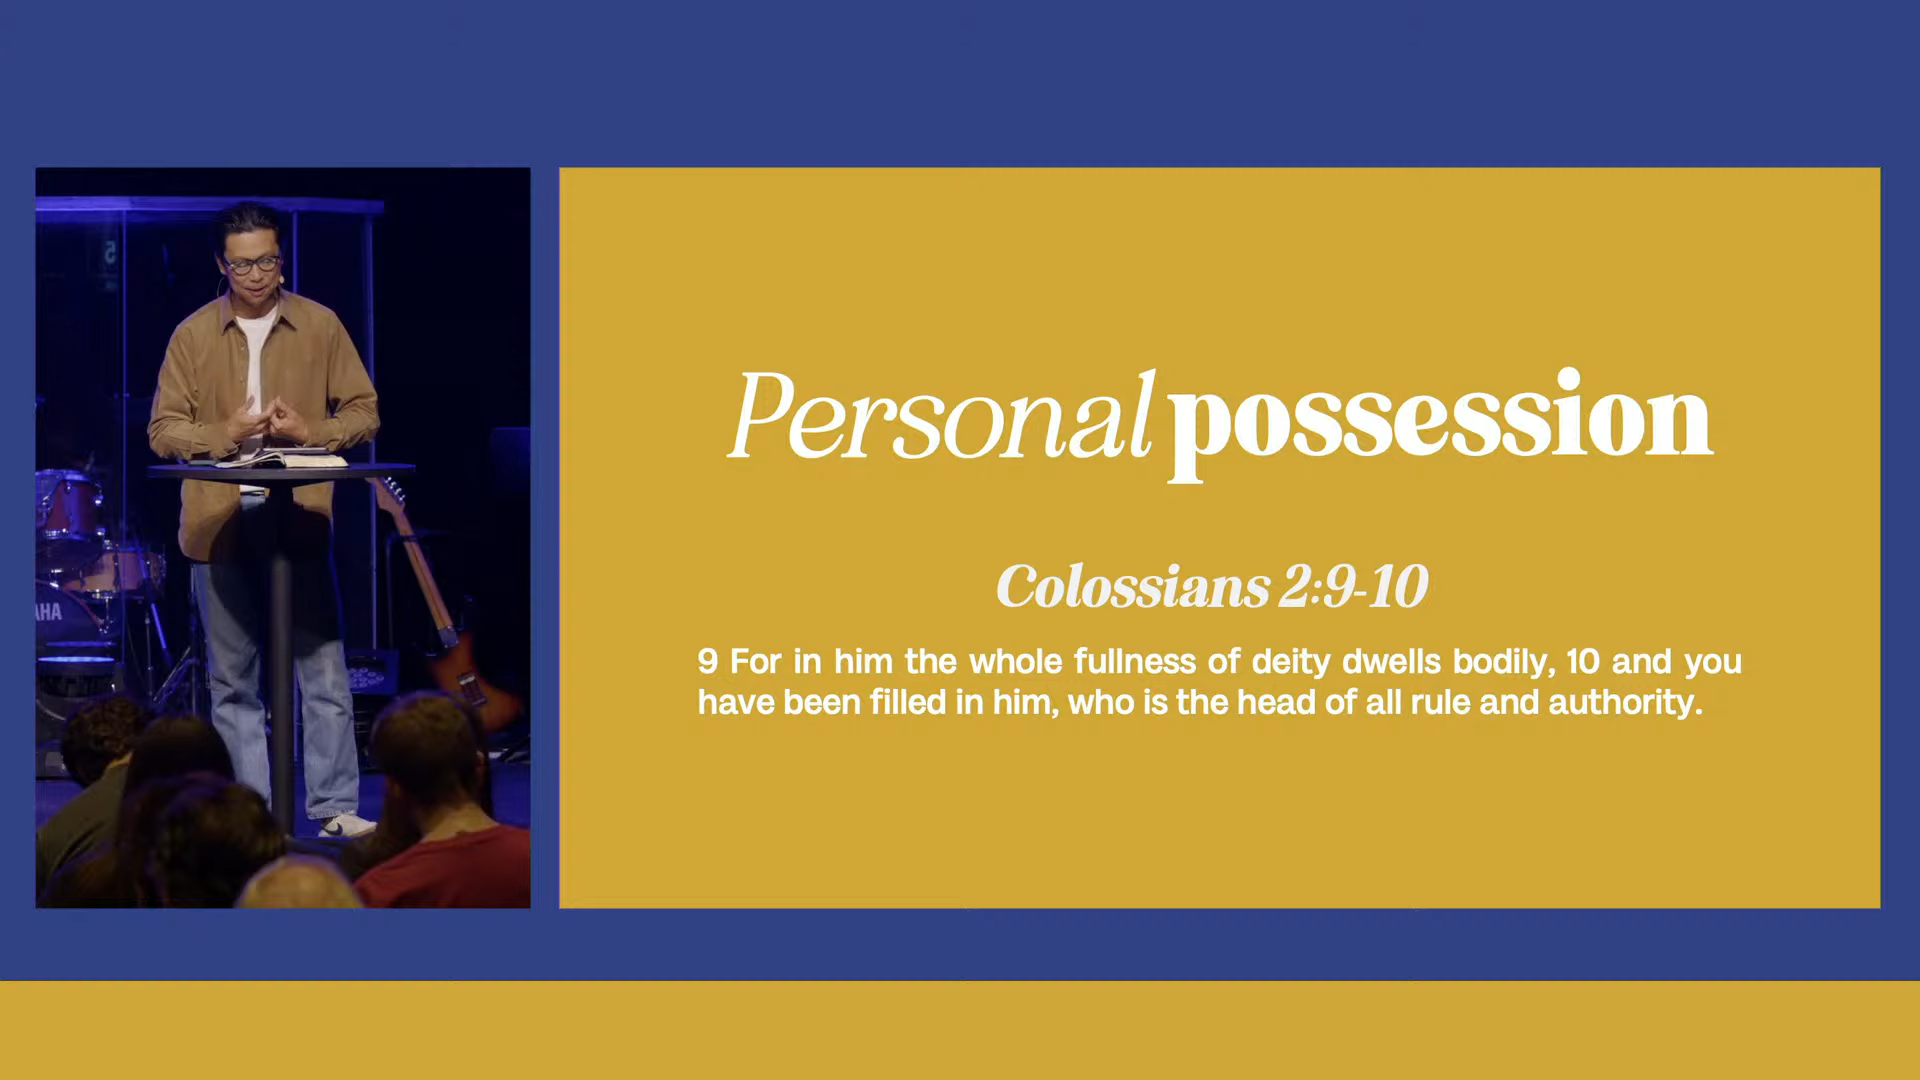 Personal possession
Colossians 2:9-10
9 For in him the whole fullness of deity dwells bodily, 10 and you
have been filled in him, who is the head of all rule and authority.
AHA